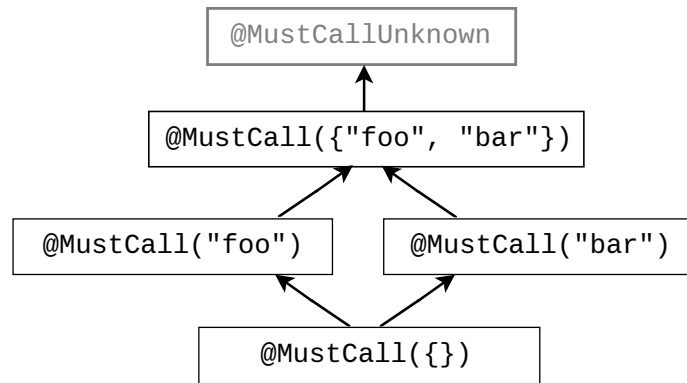 @MustCallUnknown
@MustCall({"foo", "bar"})
@MustCall("foo")
@MustCall("bar")
@MustCall({})